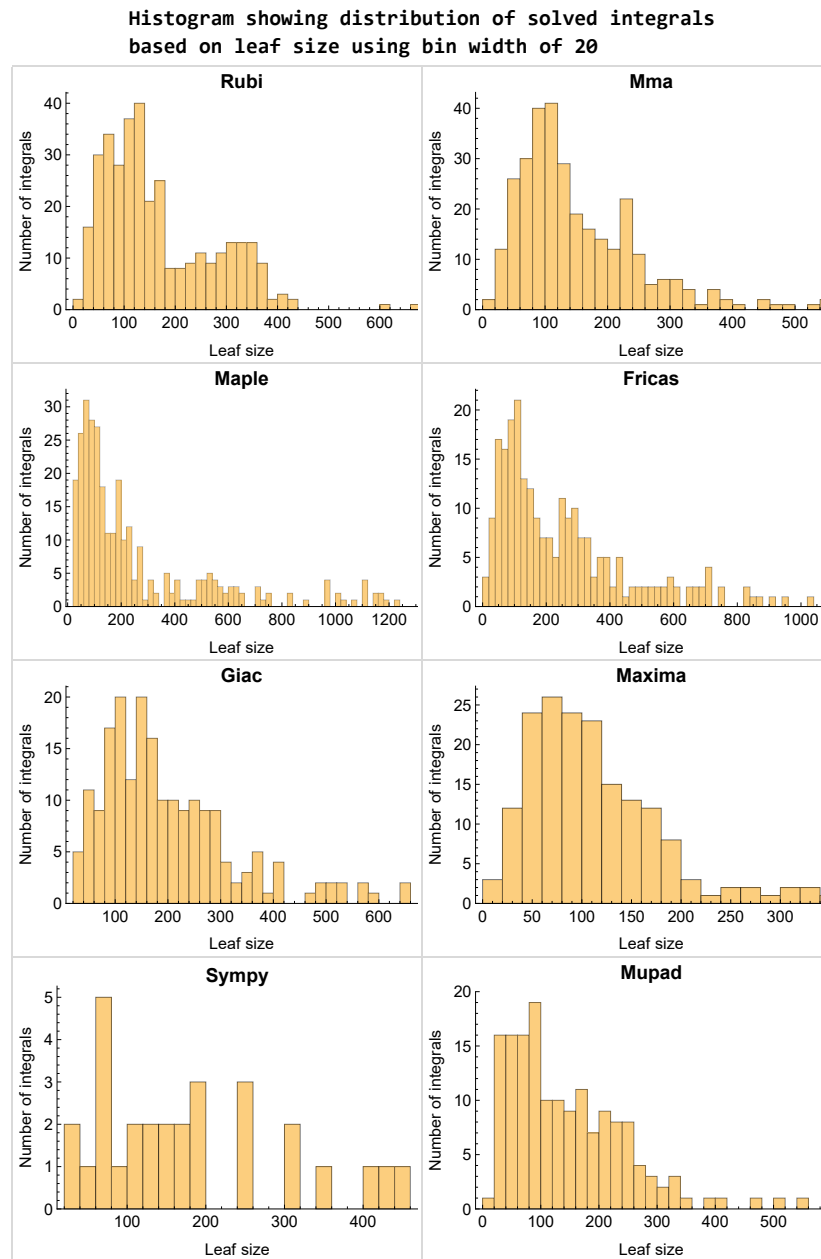 Histogram showing distribution of solved integrals
based on leaf size using bin width of 20
Rubi
Number of integrals
40
30
20
10
0
0 100 200 300 400 500 600
Leaf size
Mma
Number of integrals
40
30
20
10
0
0 100 200 300 400 500
Leaf size
Maple
Number of integrals
30
25
20
15
10
5
0
0 200 400 600 800 1000 1200
Leaf size
Fricas
Number of integrals
20
15
10
5
0
0 200 400 600 800 1000
Leaf size
Giac
Number of integrals
20
15
10
5
0
100 200 300 400 500 600
Leaf size
Maxima
Number of integrals
25
20
15
10
5
0
0 50 100 150 200 250 300
Leaf size
Sympy
Number of integrals
5
4
3
2
1
0
100 200 300 400
Leaf size
Mupad
Number of integrals
20
15
10
5
0
0 100 200 300 400 500
Leaf size